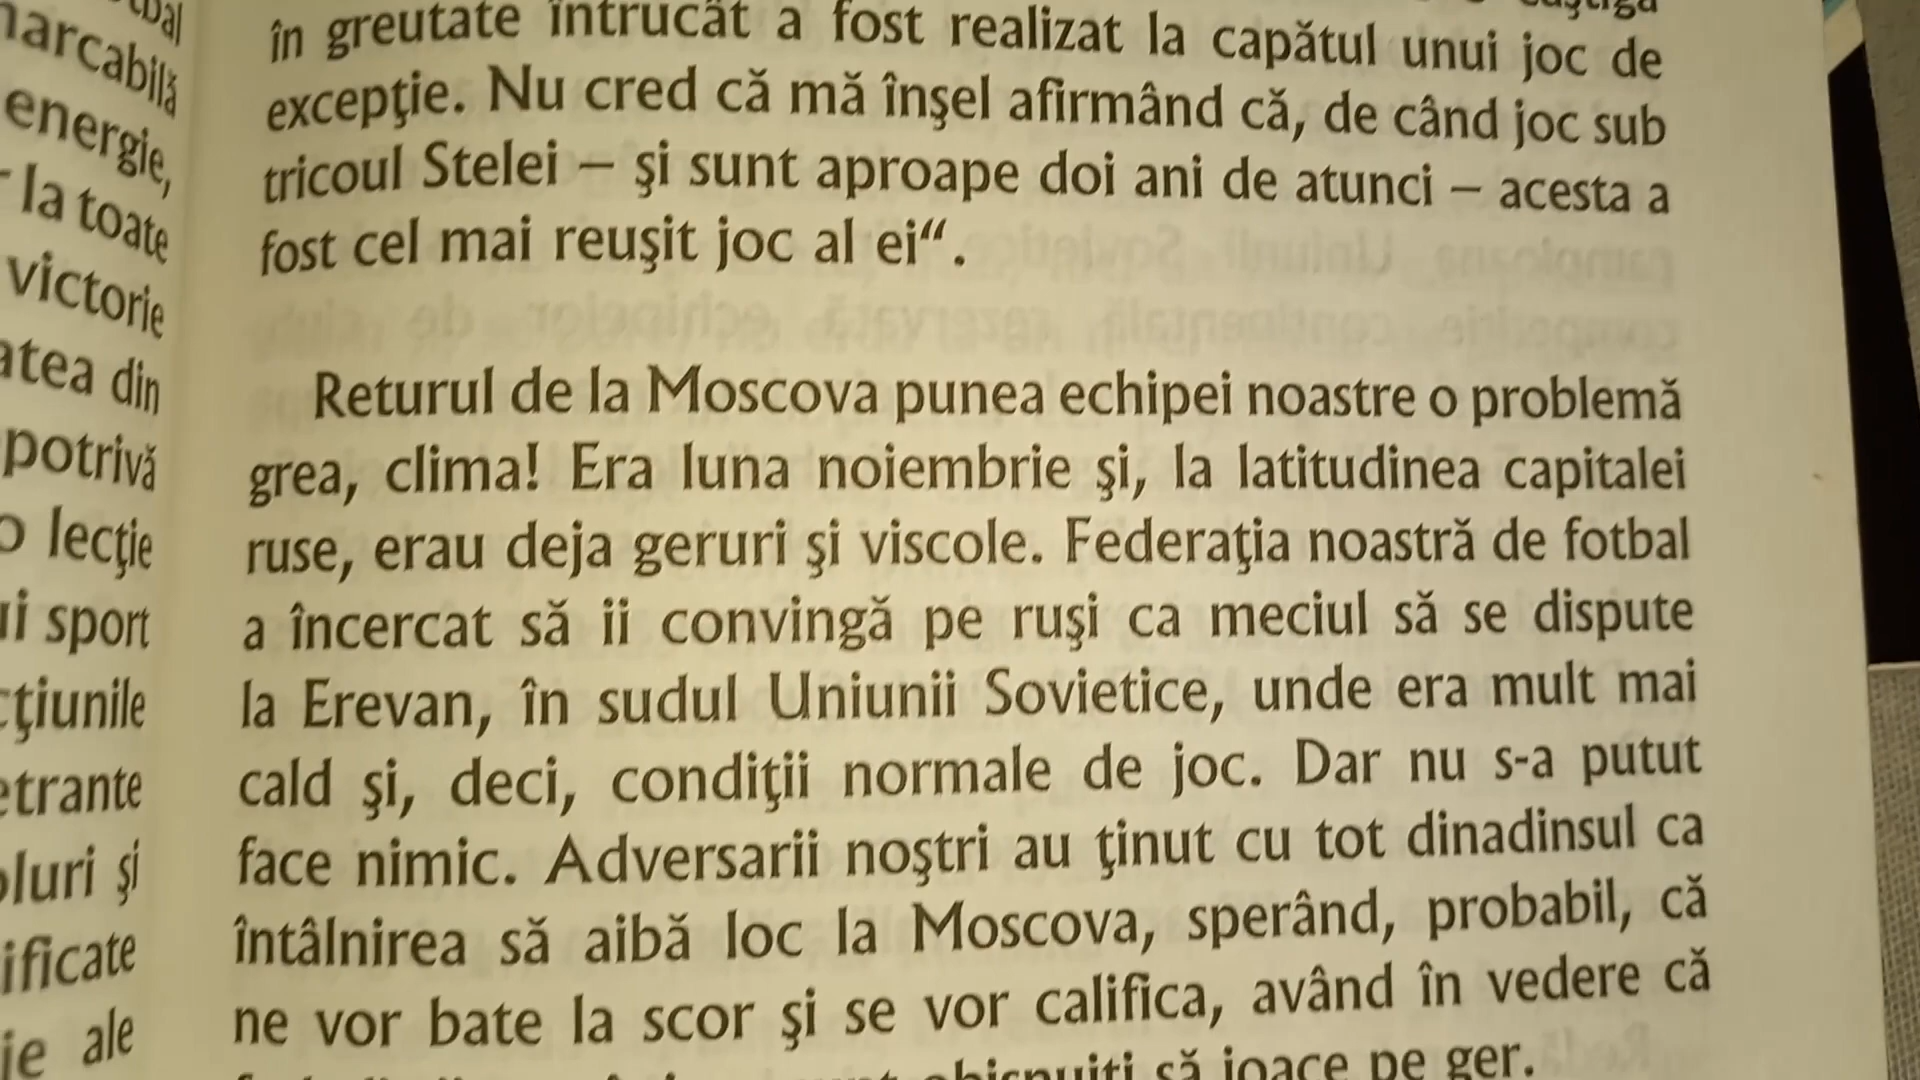 marcabilă
energie,
la toate
victorie
din
potrivă
lecţie
sport
şi
ale
câştiga
în greutate întrucât a fost realizat la capătul unui joc de
excepţie. Nu cred că mă înşel afirmând că, de când joc sub
tricoul Stelei – şi sunt aproape doi ani de atunci – acesta a
fost cel mai reuşit joc al ei“.
Returul de la Moscova punea echipei noastre o problemă
grea, clima! Era luna noiembrie şi, la latitudinea capitalei
ruse, erau deja geruri şi viscole. Federaţia noastră de fotbal
a încercat să ii convingă pe ruşi ca meciul să se dispute
la Erevan, în sudul Uniunii Sovietice, unde era mult mai
cald şi, deci, condiţii normale de joc. Dar nu s-a putut
face nimic. Adversarii noştri au ţinut cu tot dinadinsul ca
întâlnirea să aibă loc la Moscova, sperând, probabil, că
ne vor bate la scor şi se vor califica, având în vedere că
obişnuiţi să joace pe ger.